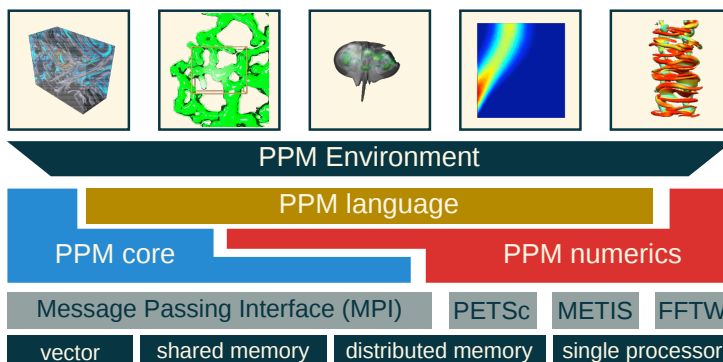 PPM Environment
PPM language
PPM core
PPM numerics
Message Passing Interface (MPI) PETSc METIS FFTW
vector shared memory distributed memory single processor